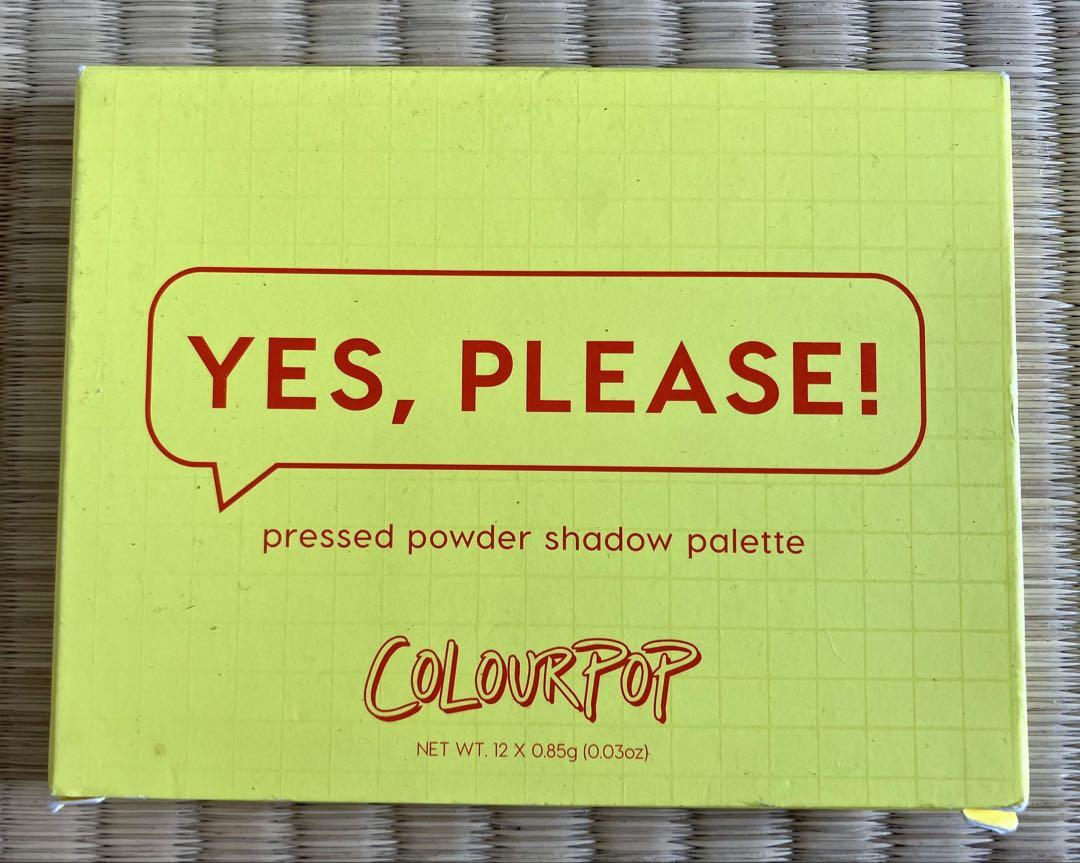 YES, PLEASE!
pressed powder shadow palette
COLOURPOP
NET WT. 12 X 0.85g (0.03oz)